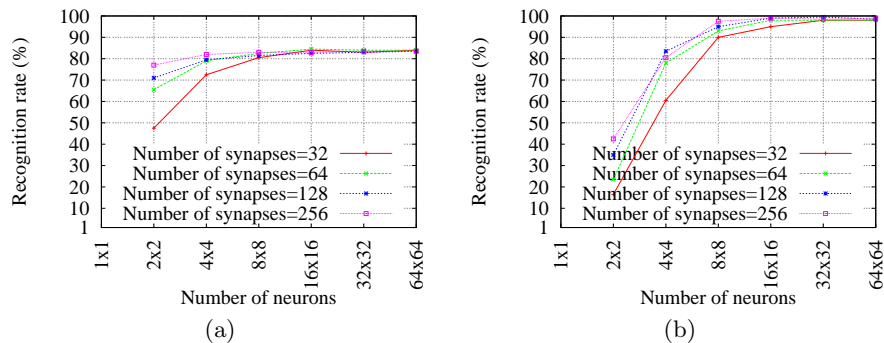 100
90
80
70
60
50
40
30
20
10
1
Recognition rate (%)
Number of synapses=32
Number of synapses=64
Number of synapses=128
Number of synapses=256
1x1
2x2
4x4
8x8
16x16
32x32
64x64
Number of neurons
(a)
100
90
80
70
60
50
40
30
20
10
1
Recognition rate (%)
Number of synapses=32
Number of synapses=64
Number of synapses=128
Number of synapses=256
1x1
2x2
4x4
8x8
16x16
32x32
64x64
Number of neurons
(b)